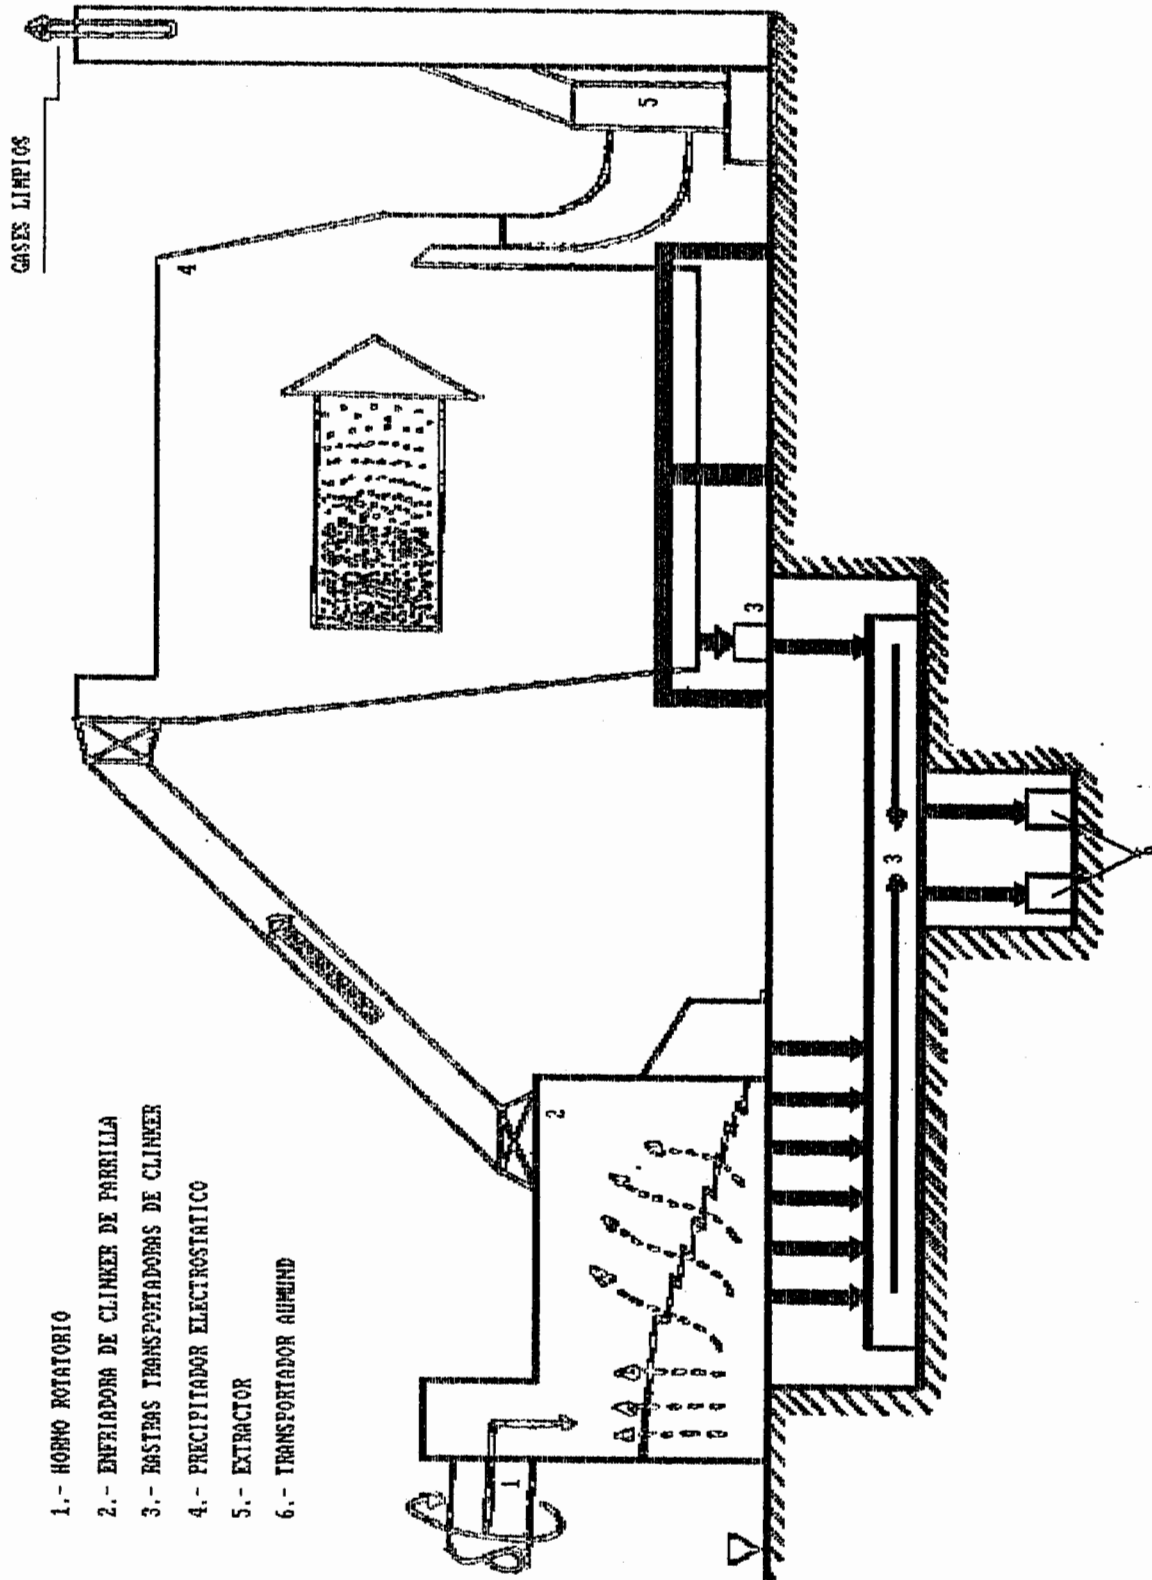 GASES LIMPIOS
1.- HORNO ROTATORIO
2.- ENFRIADORA DE CLINKER DE PARRILLA
3.- RASTRAS TRANSPORTADORAS DE CLINKER
4.- PRECIPITADOR ELECTROSTATICO
5.- EXTRACTOR
6.- TRANSPORTADOR AUMUND
1
2
3
3
4
5
6